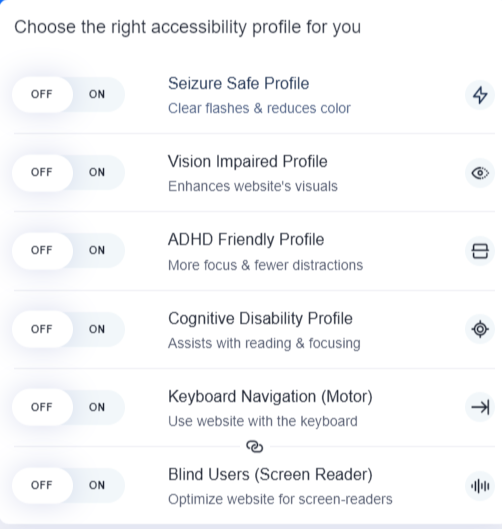 Choose the right accessibility profile for you
OFF ON Seizure Safe Profile
Clear flashes & reduces color
OFF ON Vision Impaired Profile
Enhances website's visuals
OFF ON ADHD Friendly Profile
More focus & fewer distractions
OFF ON Cognitive Disability Profile
Assists with reading & focusing
OFF ON Keyboard Navigation (Motor)
Use website with the keyboard
OFF ON Blind Users (Screen Reader)
Optimize website for screen-readers